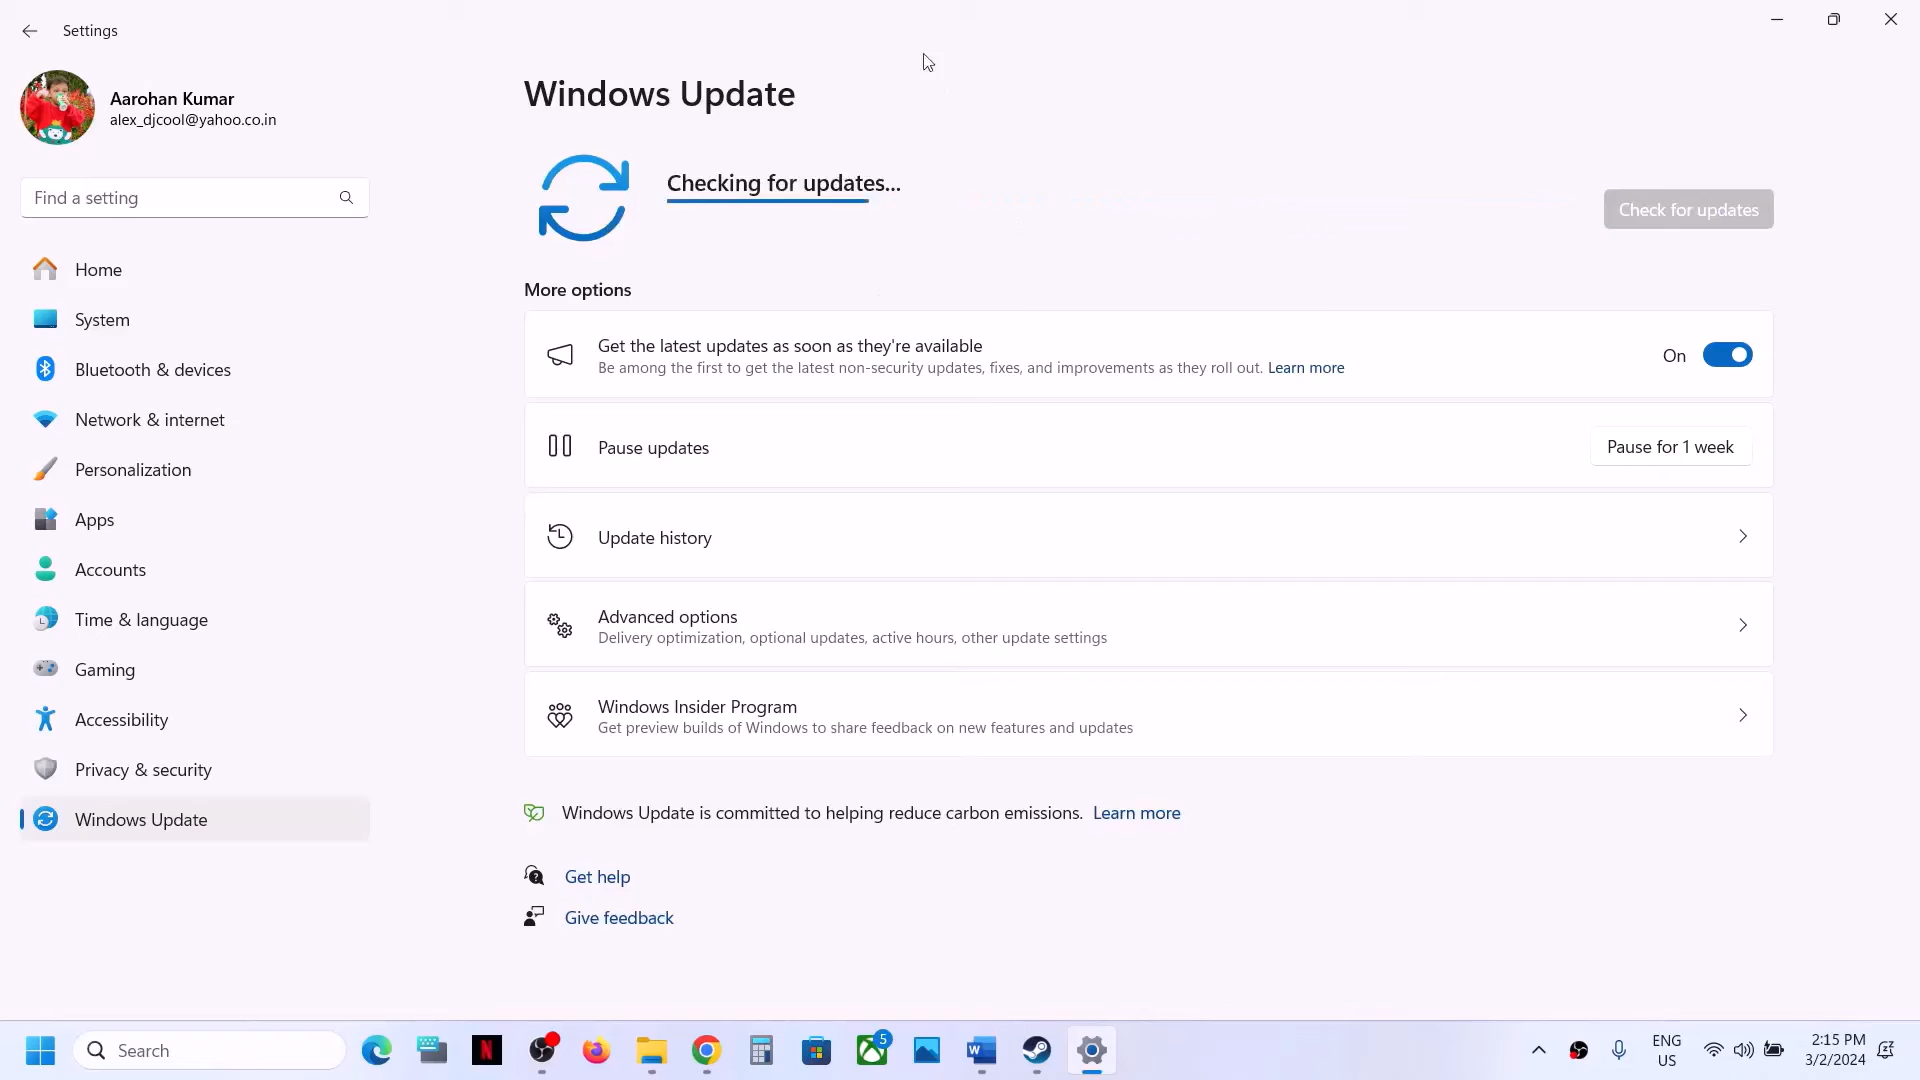 Settings
Aarohan Kumar
alex_djcool@yahoo.co.in
Find a setting
Home
System
Bluetooth & devices
Network & internet
Personalization
Apps
Accounts
Time & language
Gaming
Accessibility
Privacy & security
Windows Update
Windows Update
Checking for updates...
Check for updates
More options
Get the latest updates as soon as they're available
Be among the first to get the latest non-security updates, fixes, and improvements as they roll out. Learn more
On
Pause updates
Pause for 1 week
Update history
Advanced options
Delivery optimization, optional updates, active hours, other update settings
Windows Insider Program
Get preview builds of Windows to share feedback on new features and updates
Windows Update is committed to helping reduce carbon emissions. Learn more
Get help
Give feedback
Search
N
5
W
ENG
US
2:15 PM
3/2/2024